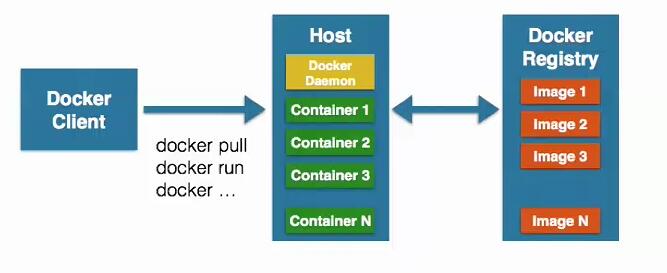 Docker
Client
docker pull
docker run
docker ...
Host
Docker
Daemon
Container 1
Container 2
Container 3
Container N
Docker
Registry
Image 1
Image 2
Image 3
Image N